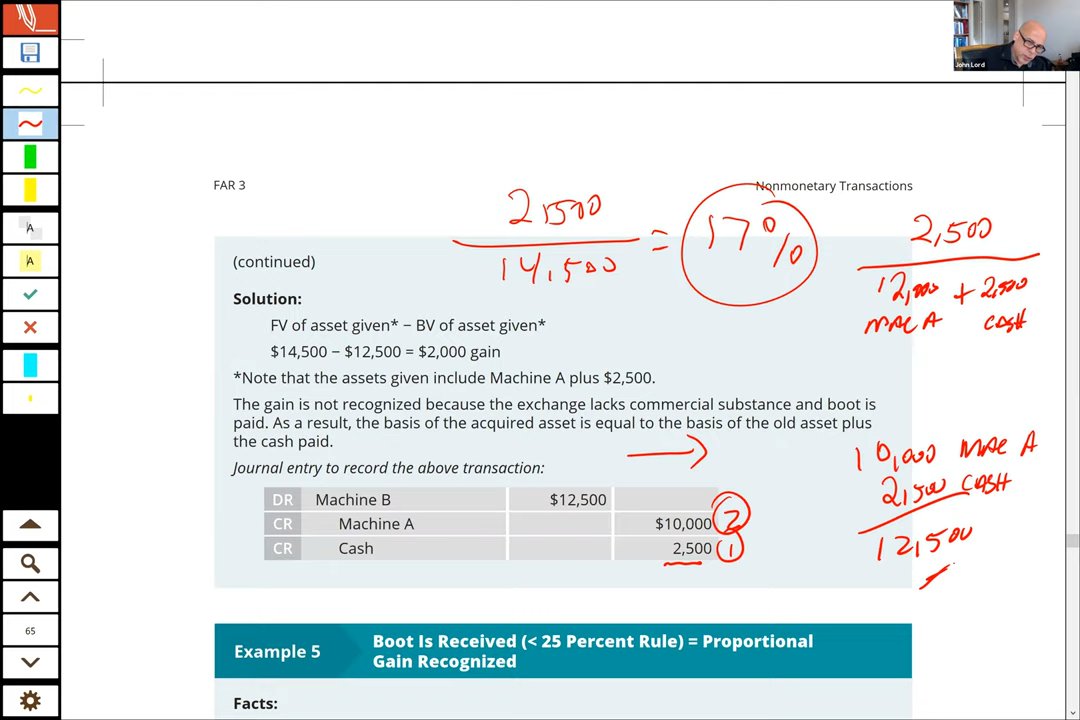 John Lord
FAR 3
Nonmonetary Transactions
2,500
14,500
=
17%
2,500
12,000 + 2,500
MAC A CASH
(continued)
Solution:
FV of asset given* − BV of asset given*
$14,500 − $12,500 = $2,000 gain
*Note that the assets given include Machine A plus $2,500.
The gain is not recognized because the exchange lacks commercial substance and boot is
paid. As a result, the basis of the acquired asset is equal to the basis of the old asset plus
the cash paid.
Journal entry to record the above transaction:
10,000 MAC A
2,500 CASH
12,500
DR Machine B $12,500
CR Machine A $10,000 2
CR Cash 2,500 1
Example 5
Boot Is Received (< 25 Percent Rule) = Proportional
Gain Recognized
Facts:
A
A
65